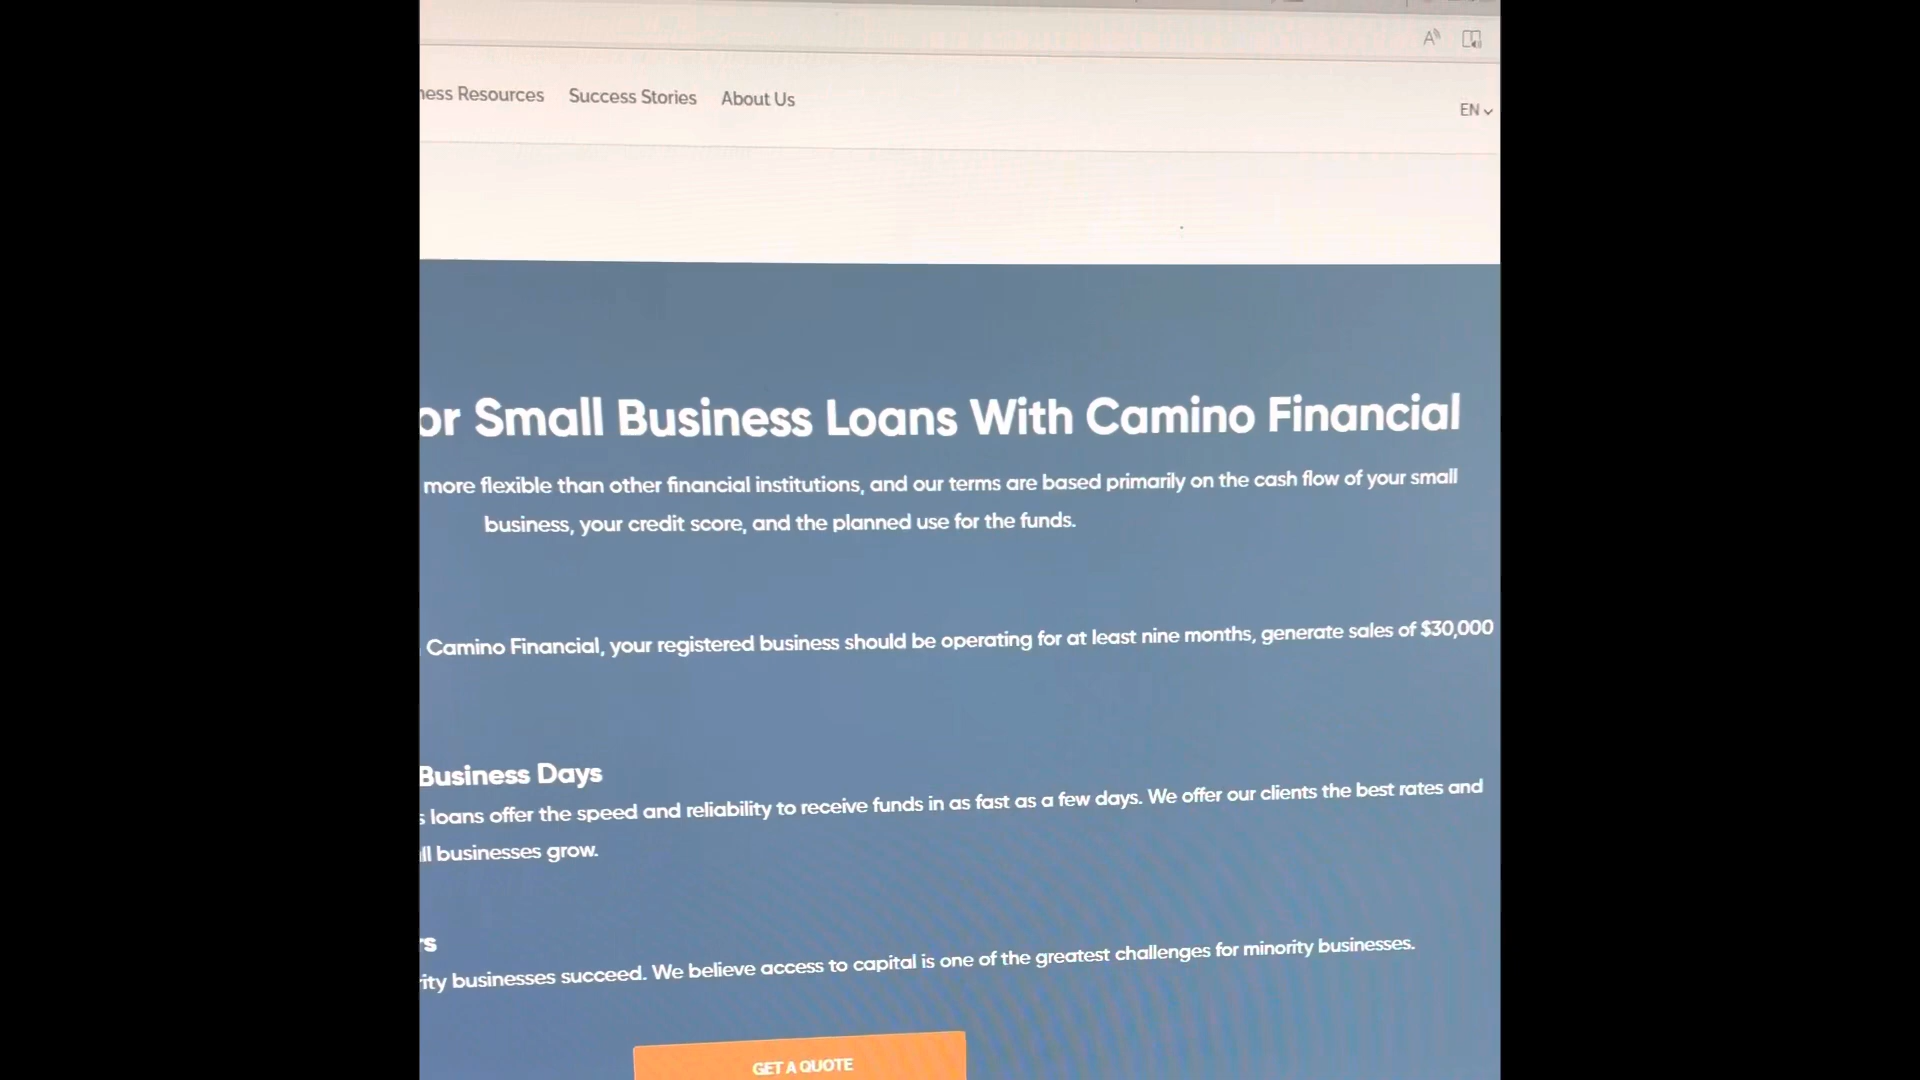 Resources Success Stories About Us
EN
Small Business Loans With Camino Financial
more flexible than other financial institutions, and our terms are based primarily on the cash flow of your small
business, your credit score, and the planned use for the funds.
Camino Financial, your registered business should be operating for at least nine months, generate sales of $30,000
Business Days
loans offer the speed and reliability to receive funds in as fast as a few days. We offer our clients the best rates and
businesses grow.
businesses succeed. We believe access to capital is one of the greatest challenges for minority businesses.
GET A QUOTE